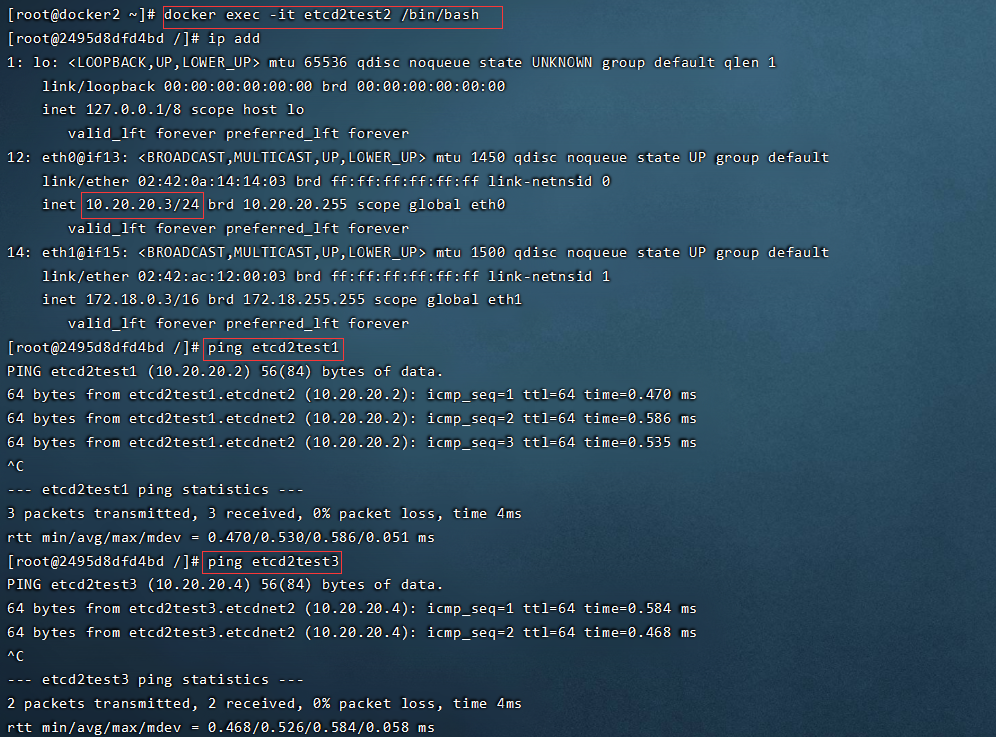 [root@docker2 ~]# docker exec -it etcd2test2 /bin/bash
[root@2495d8dfd4bd /]# ip add
1: lo: <LOOPBACK,UP,LOWER_UP> mtu 65536 qdisc noqueue state UNKNOWN group default qlen 1
    link/loopback 00:00:00:00:00:00 brd 00:00:00:00:00:00
    inet 127.0.0.1/8 scope host lo
       valid_lft forever preferred_lft forever
12: eth0@if13: <BROADCAST,MULTICAST,UP,LOWER_UP> mtu 1450 qdisc noqueue state UP group default
    link/ether 02:42:0a:14:14:03 brd ff:ff:ff:ff:ff:ff link-netnsid 0
    inet 10.20.20.3/24 brd 10.20.20.255 scope global eth0
       valid_lft forever preferred_lft forever
14: eth1@if15: <BROADCAST,MULTICAST,UP,LOWER_UP> mtu 1500 qdisc noqueue state UP group default
    link/ether 02:42:ac:12:00:03 brd ff:ff:ff:ff:ff:ff link-netnsid 1
    inet 172.18.0.3/16 brd 172.18.255.255 scope global eth1
       valid_lft forever preferred_lft forever
[root@2495d8dfd4bd /]# ping etcd2test1
PING etcd2test1 (10.20.20.2) 56(84) bytes of data.
64 bytes from etcd2test1.etcdnet2 (10.20.20.2): icmp_seq=1 ttl=64 time=0.470 ms
64 bytes from etcd2test1.etcdnet2 (10.20.20.2): icmp_seq=2 ttl=64 time=0.586 ms
64 bytes from etcd2test1.etcdnet2 (10.20.20.2): icmp_seq=3 ttl=64 time=0.535 ms
^C
--- etcd2test1 ping statistics ---
3 packets transmitted, 3 received, 0% packet loss, time 4ms
rtt min/avg/max/mdev = 0.470/0.530/0.586/0.051 ms
[root@2495d8dfd4bd /]# ping etcd2test3
PING etcd2test3 (10.20.20.4) 56(84) bytes of data.
64 bytes from etcd2test3.etcdnet2 (10.20.20.4): icmp_seq=1 ttl=64 time=0.584 ms
64 bytes from etcd2test3.etcdnet2 (10.20.20.4): icmp_seq=2 ttl=64 time=0.468 ms
^C
--- etcd2test3 ping statistics ---
2 packets transmitted, 2 received, 0% packet loss, time 4ms
rtt min/avg/max/mdev = 0.468/0.526/0.584/0.058 ms